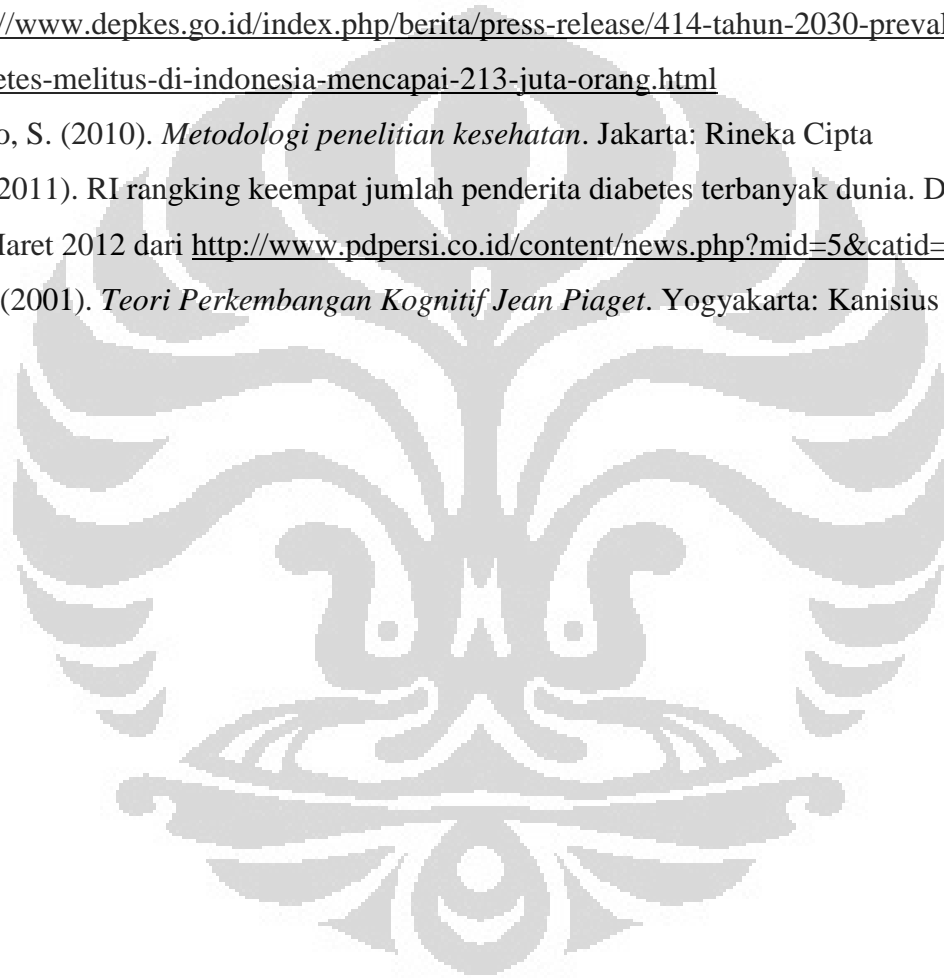 ://www.depkes.go.id/index.php/berita/press-release/414-tahun-2030-preval
etes-melitus-di-indonesia-mencapai-213-juta-orang.html
o, S. (2010). Metodologi penelitian kesehatan. Jakarta: Rineka Cipta
2011). RI rangking keempat jumlah penderita diabetes terbanyak dunia. D
Maret 2012 dari http://www.pdpersi.co.id/content/news.php?mid=5&catid=
(2001). Teori Perkembangan Kognitif Jean Piaget. Yogyakarta: Kanisius